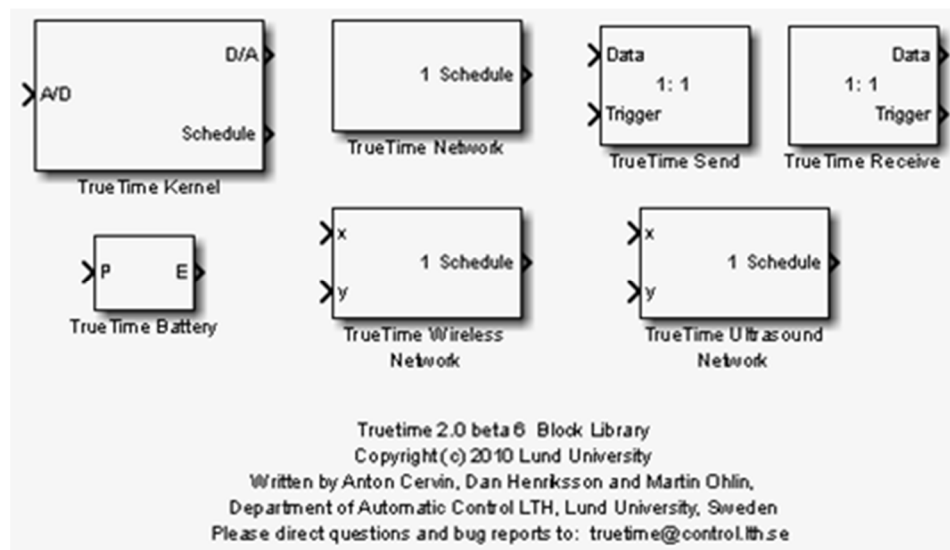 D/A
A/D
Schedule
TrueTime Kernel
1 Schedule
TrueTime Network
Data
1: 1
Trigger
TrueTime Send
Data
1: 1
Trigger
TrueTime Receive
P E
TrueTime Battery
x
1 Schedule
y
TrueTime Wireless
Network
x
1 Schedule
y
TrueTime Ultrasound
Network
Truetime 2.0 beta 6 Block Library
Copyright (c) 2010 Lund University
Written by Anton Cervin, Dan Henriksson and Martin Ohlin,
Department of Automatic Control LTH, Lund University, Sweden
Please direct questions and bug reports to: truetime@control.lth.se